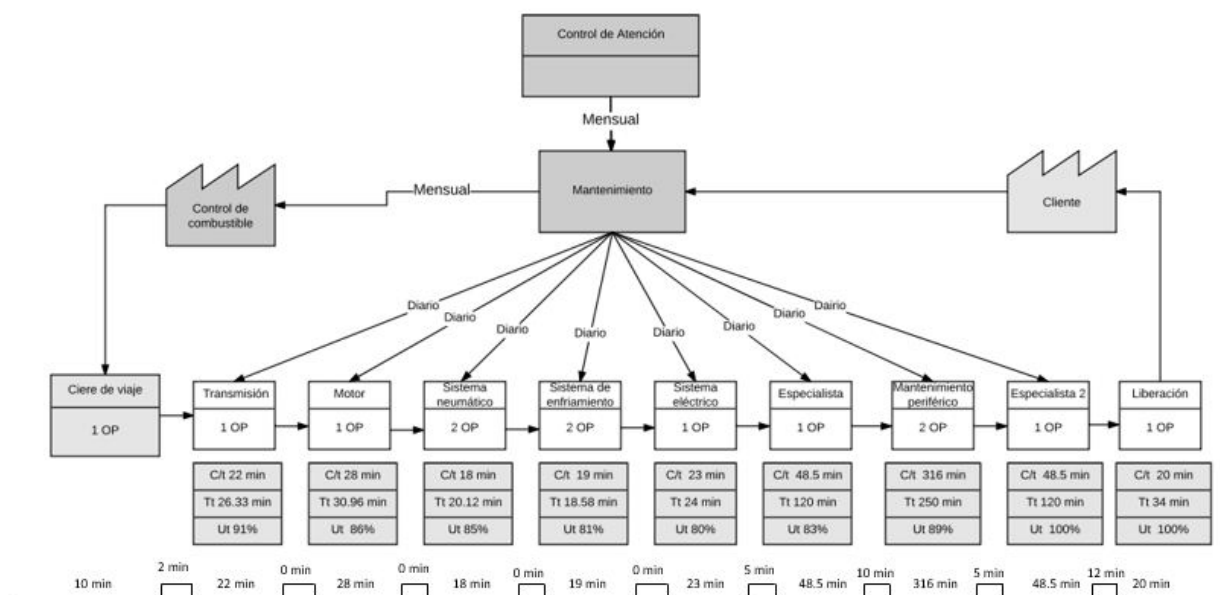 Control de Atención
Mensual
Mantenimiento
Mensual
Control de
combustible
Cliente
Diario
Diario
Diario
Diario
Diario
Diario
Diario
Dairio
Ciere de viaje
1 OP
Transmisión
1 OP
C/t 22 min
Tt 26.33 min
Ut 91%
Motor
1 OP
C/t 28 min
Tt 30.96 min
Ut 86%
Sistema
neumático
2 OP
C/t 18 min
Tt 20.12 min
Ut 85%
Sistema de
enfriamiento
2 OP
C/t 19 min
Tt 18.58 min
Ut 81%
Sistema
eléctrico
1 OP
C/t 23 min
Tt 24 min
Ut 80%
Especialista
1 OP
C/t 48.5 min
Tt 120 min
Ut 83%
Mantenimiento
periférico
2 OP
C/t 316 min
Tt 250 min
Ut 89%
Especialista 2
1 OP
C/t 48.5 min
Tt 120 min
Ut 100%
Liberación
1 OP
C/t 20 min
Tt 34 min
Ut 100%
10 min
2 min
22 min
0 min
28 min
0 min
18 min
0 min
19 min
0 min
23 min
5 min
48.5 min
10 min
316 min
5 min
48.5 min
12 min
20 min